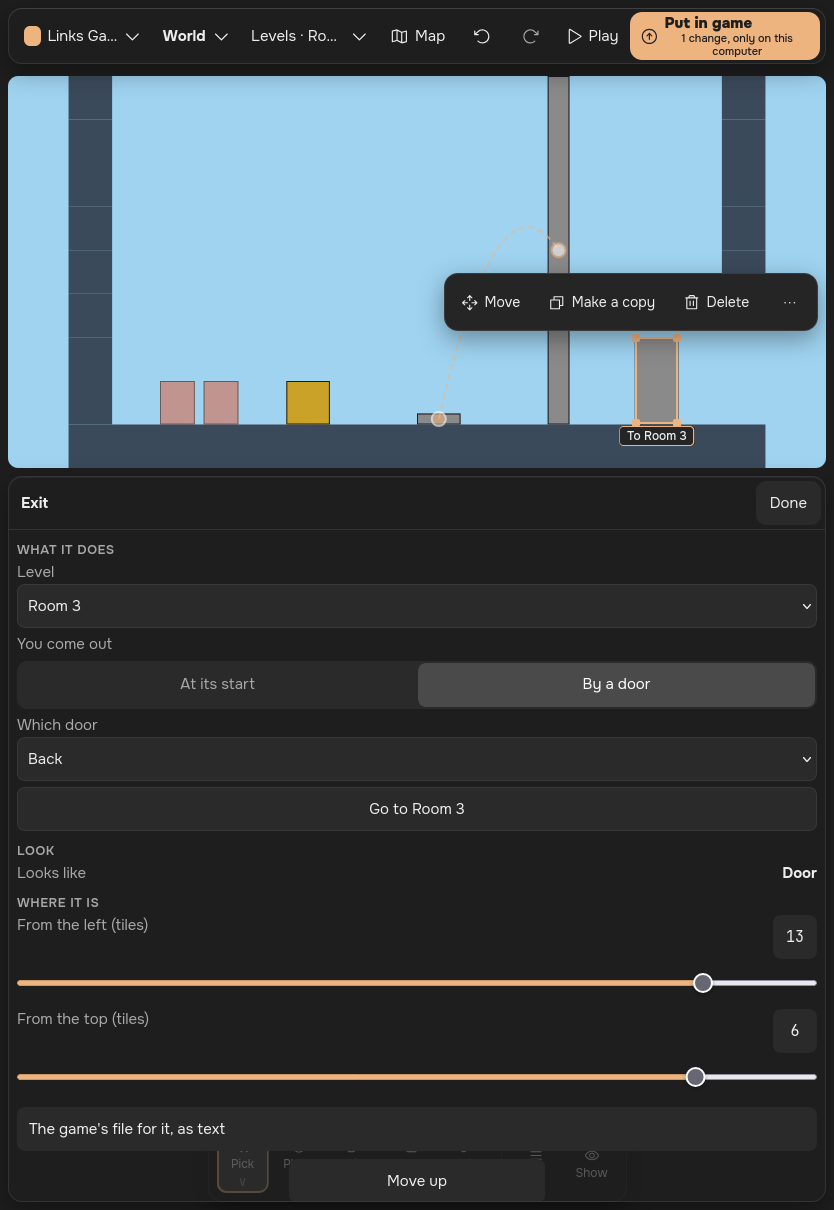 Links Ga...
World
Levels · Ro...
Map
Play
Put in game
1 change, only on this
computer
Move
Make a copy
Delete
...
To Room 3
Exit
Done
WHAT IT DOES
Level
Room 3
You come out
At its start
By a door
Which door
Back
Go to Room 3
LOOK
Looks like
Door
WHERE IT IS
From the left (tiles)
13
From the top (tiles)
6
The game's file for it, as text
Pick
V
Show
Move up